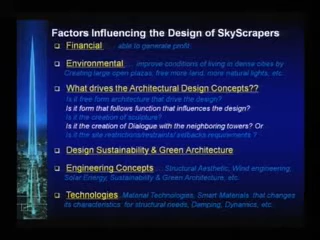 Factors Influencing the Design of SkyScrapers
Financial ... able to generate profit
Environmental ... improve conditions of living in dense cities by
Creating large open plazas, free more land, more natural lights, etc.
What drives the Architectural Design Concepts??
Is it free form architecture that drive the design?
Is it form that follows function that influences the design?
Is it the creation of sculpture?
Is it the creation of Dialogue with the neighboring towers? Or
Is it the site restrictions/restraints/ setbacks requirements ?
Design Sustainability & Green Architecture
Engineering Concepts ... Structural Aesthetic, Wind engineering,
Solar Energy, Sustainability & Green Architecture, etc.
Technologies. Material Technologies, Smart Materials that changes
its characteristics for structural needs, Damping, Dynamics, etc.